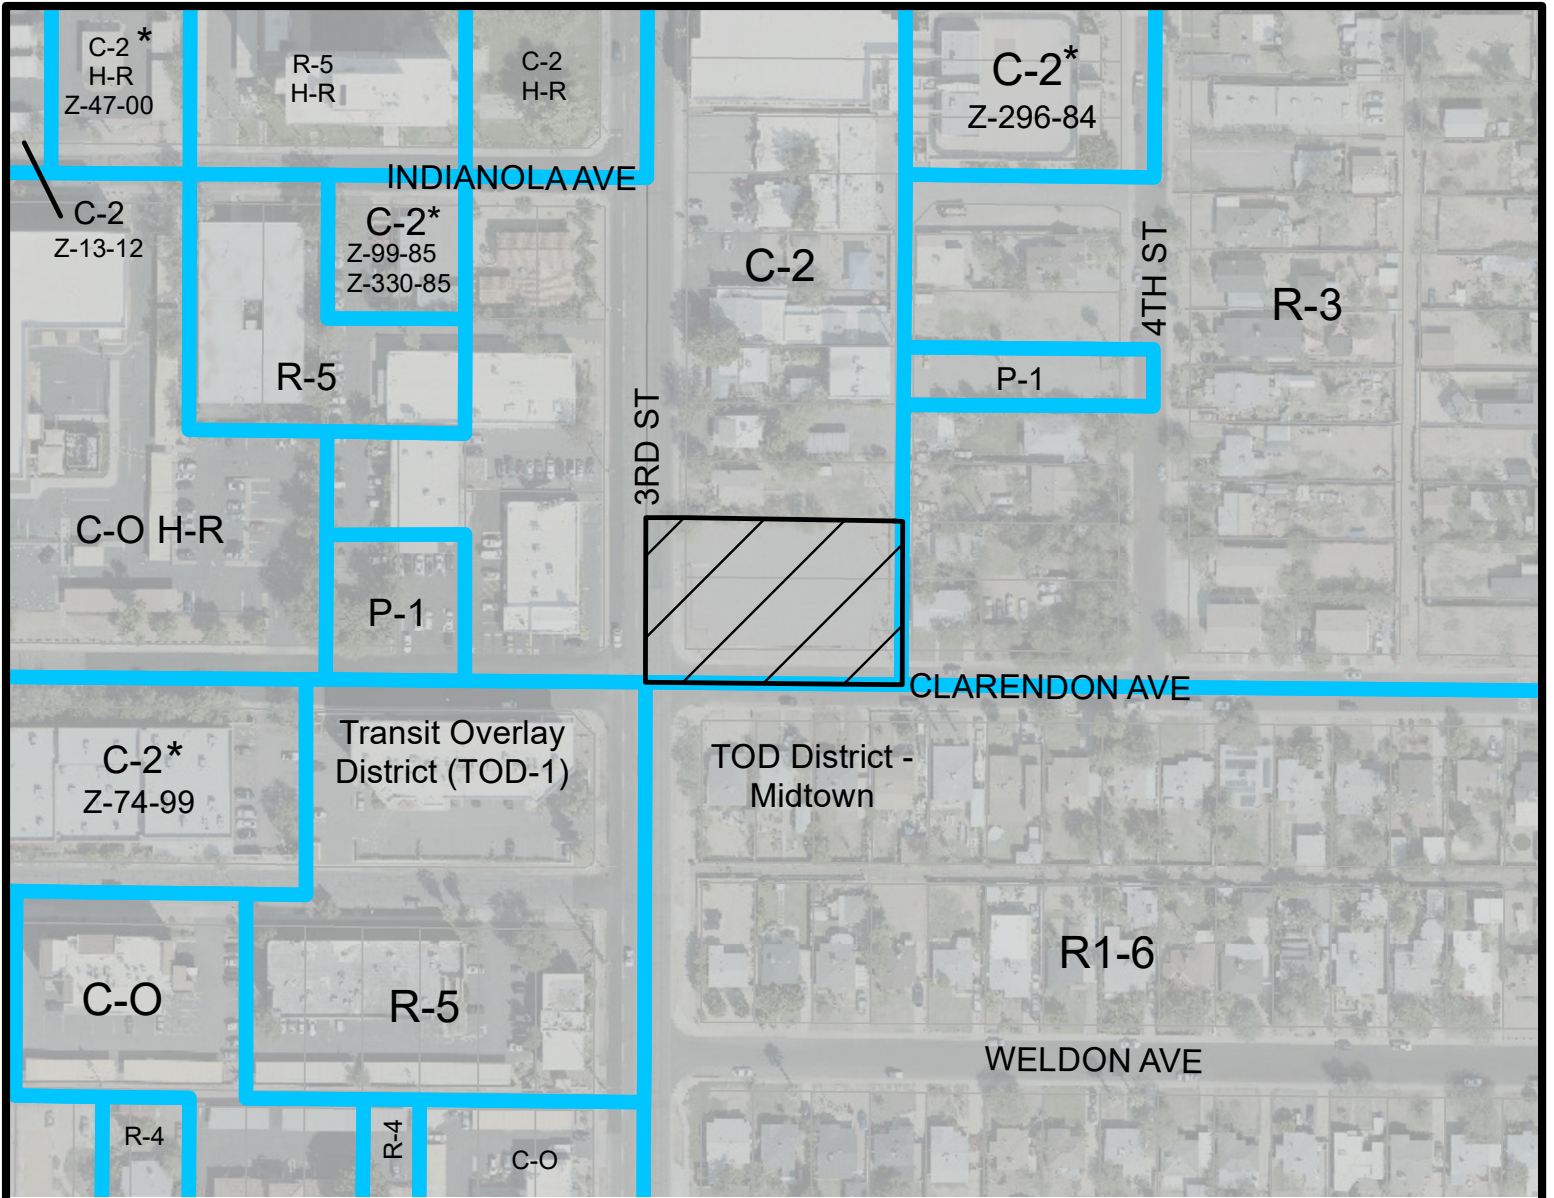 C-2 *
H-R
Z-47-00
R-5
H-R
C-2
H-R
C-2*
Z-296-84
INDIANOLA AVE
C-2
Z-13-12
C-2*
Z-99-85
Z-330-85
C-2
4TH ST
R-3
R-5
P-1
3RD ST
C-O H-R
P-1
CLARENDON AVE
C-2*
Z-74-99
Transit Overlay
District (TOD-1)
TOD District -
Midtown
R1-6
C-O
R-5
WELDON AVE
R-4
R-4
C-O